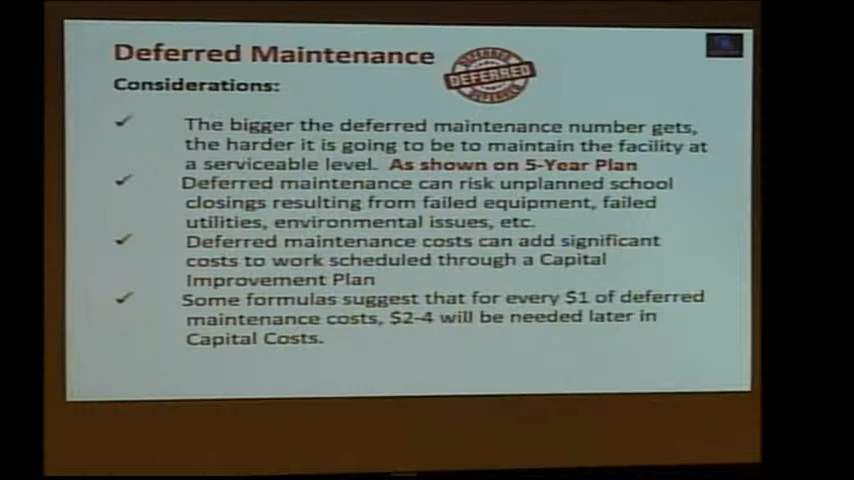 Deferred Maintenance
DEFERRED
DEFERRED
DEFERRED
Considerations:
✓ The bigger the deferred maintenance number gets,
the harder it is going to be to maintain the facility at
a serviceable level. As shown on 5-Year Plan
✓ Deferred maintenance can risk unplanned school
closings resulting from failed equipment, failed
utilities, environmental issues, etc.
✓ Deferred maintenance costs can add significant
costs to work scheduled through a Capital
Improvement Plan
✓ Some formulas suggest that for every $1 of deferred
maintenance costs, $2-4 will be needed later in
Capital Costs.